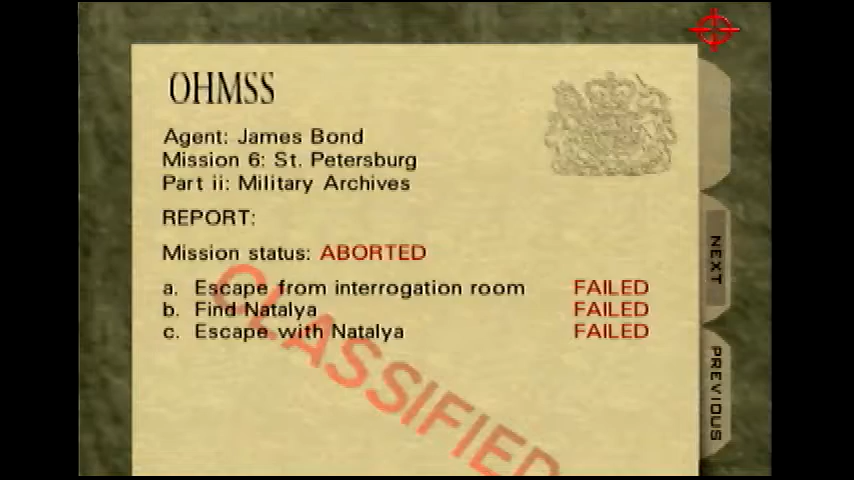 OHMSS
Agent: James Bond
Mission 6: St. Petersburg
Part ii: Military Archives
REPORT:
Mission status: ABORTED
a. Escape from interrogation room FAILED
b. Find Natalya FAILED
c. Escape with Natalya FAILED
CLASSIFIED
NEXT
PREVIOUS